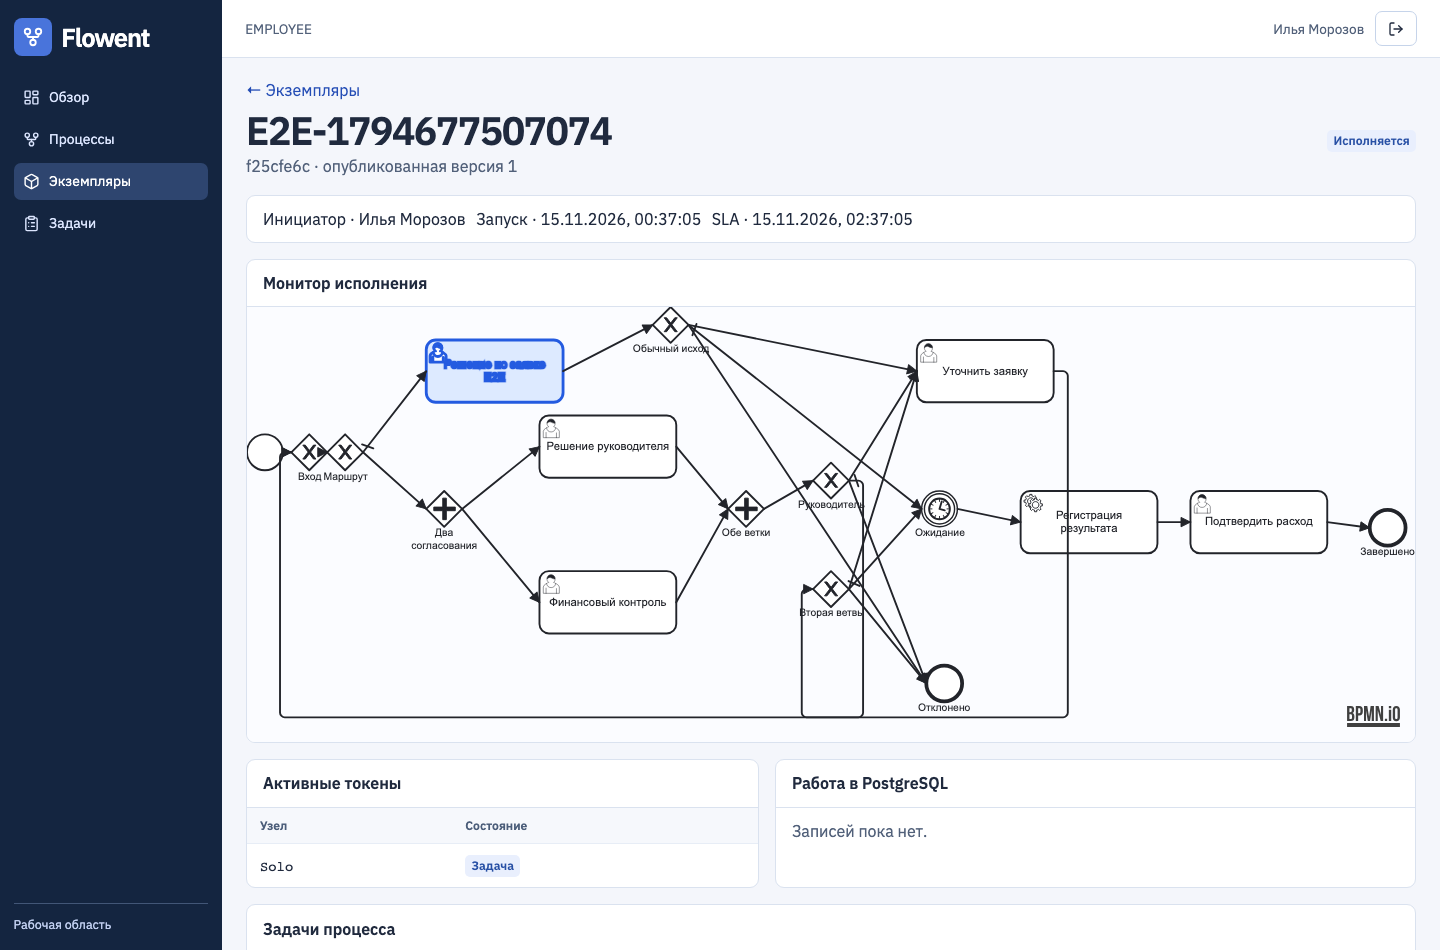 Flowent
EMPLOYEE
Илья Морозов
Обзор
Процессы
Экземпляры
Задачи
Рабочая область
← Экземпляры
E2E-1794677507074
Исполняется
f25cfe6c · опубликованная версия 1
Инициатор · Илья Морозов Запуск · 15.11.2026, 00:37:05 SLA · 15.11.2026, 02:37:05
Монитор исполнения
Обычный исход
Решение по заявке
E2E
Уточнить заявку
Решение руководителя
Вход
Маршрут
Руководитель
Два
согласования
Обе ветки
Ожидание
Регистрация
результата
Подтвердить расход
Завершено
Финансовый контроль
Вторая ветвь
Отклонено
BPMN.iO
Активные токены
Узел Состояние
Solo Задача
Работа в PostgreSQL
Записей пока нет.
Задачи процесса